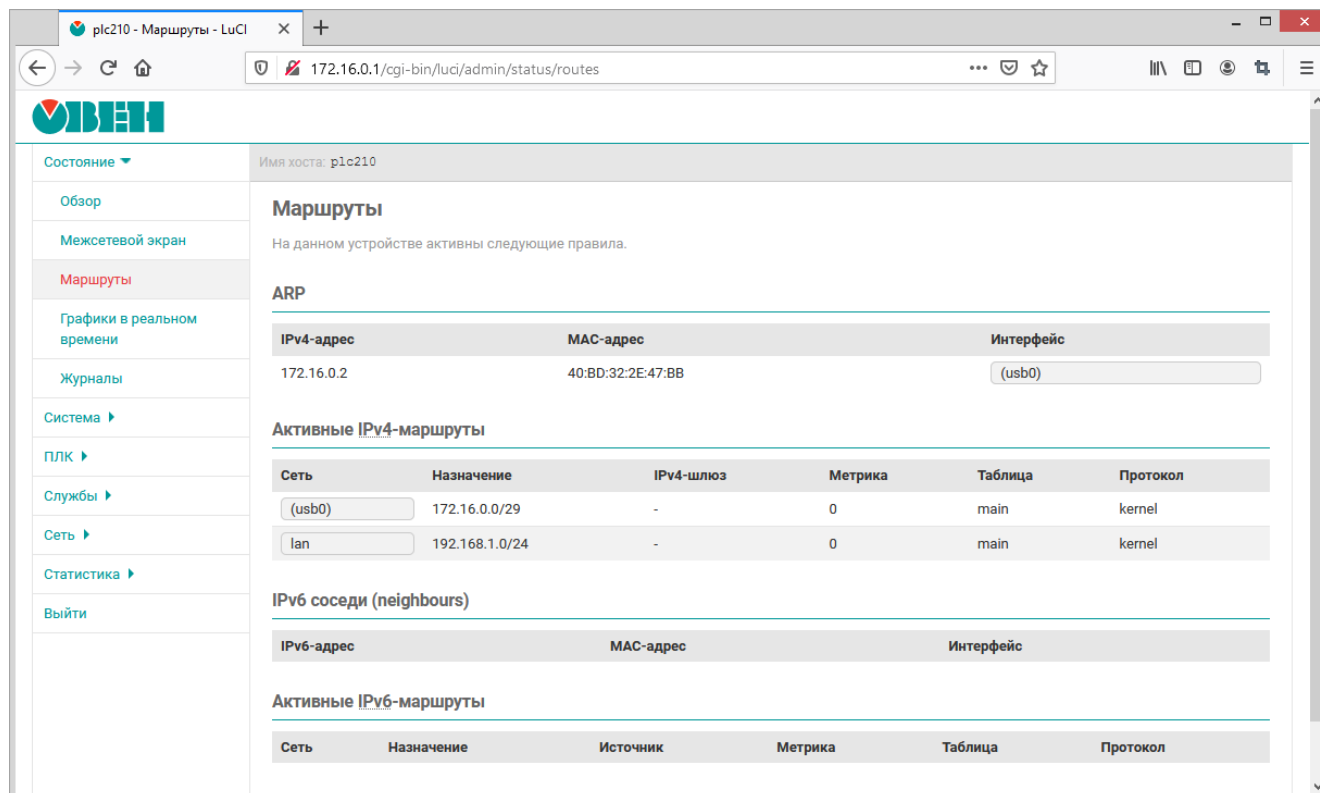 plc210 - Маршруты - LuCI
172.16.0.1/cgi-bin/luci/admin/status/routes
ОВЕН
Состояние
Обзор
Межсетевой экран
Маршруты
Графики в реальном
времени
Журналы
Система
ПЛК
Службы
Сеть
Статистика
Выйти
Имя хоста: plc210
Маршруты
На данном устройстве активны следующие правила.
ARP
IPv4-адрес MAC-адрес Интерфейс
172.16.0.2 40:BD:32:2E:47:BB (usb0)
Активные IPv4-маршруты
Сеть Назначение IPv4-шлюз Метрика Таблица Протокол
(usb0) 172.16.0.0/29 - 0 main kernel
lan 192.168.1.0/24 - 0 main kernel
IPv6 соседи (neighbours)
IPv6-адрес MAC-адрес Интерфейс
Активные IPv6-маршруты
Сеть Назначение Источник Метрика Таблица Протокол